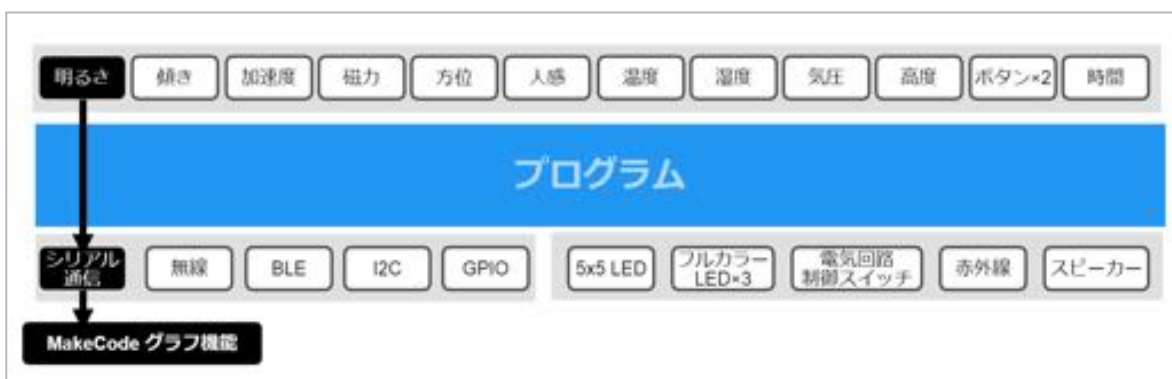 明るさ
傾き
加速度
磁力
方位
人感
温度
湿度
気圧
高度
ボタン×2
時間
プログラム
シリアル
通信
無線
BLE
I2C
GPIO
5x5 LED
フルカラー
LED×3
電気回路
制御スイッチ
赤外線
スピーカー
MakeCode グラフ機能